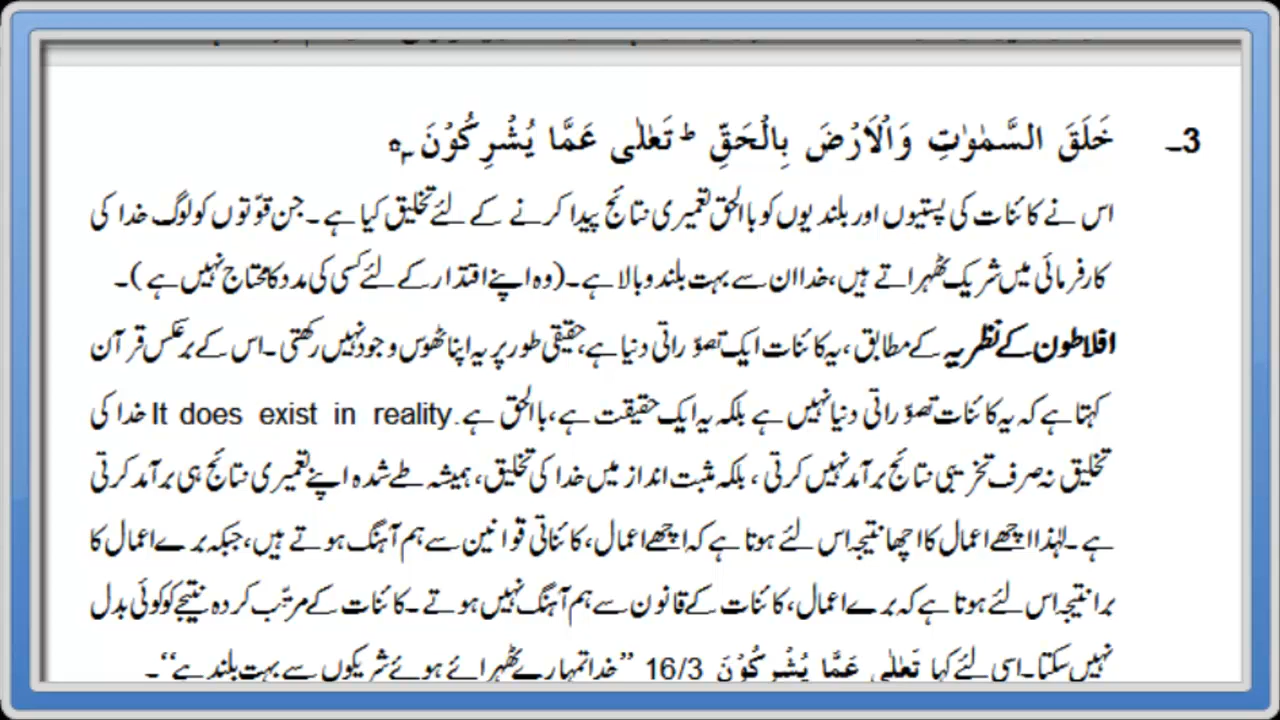 3۔ خَلَقَ السَّمٰوٰتِ وَالْاَرْضَ بِالْحَقِّ ؕ تَعٰلٰی عَمَّا یُشْرِکُوْنَ ۝۳
اس نے کائنات کی پستیوں اور بلندیوں کو باالحق تعمیری نتائج پیدا کرنے کے لئے تخلیق کیا ہے۔ جن قوّتوں کو لوگ خدا کی
کارفرمائی میں شریک ٹھہراتے ہیں، خدا ان سے بہت بلند و بالا ہے۔ (وہ اپنے اقتدار کے لئے کسی کی مدد کا محتاج نہیں ہے)۔
افلاطون کے نظریہ کے مطابق، یہ کائنات ایک تصوّراتی دنیا ہے، حقیقی طور پر یہ اپنا ٹھوس وجود نہیں رکھتی۔ اس کے برعکس قرآن
کہتا ہے کہ یہ کائنات تصوّراتی دنیا نہیں ہے بلکہ یہ ایک حقیقت ہے، باالحق ہے .It does exist in reality خدا کی
تخلیق نہ صرف تخریبی نتائج برآمد نہیں کرتی، بلکہ مثبت انداز میں خدا کی تخلیق، ہمیشہ طے شدہ اپنے تعمیری نتائج ہی برآمد کرتی
ہے۔ لہٰذا اچھے اعمال کا اچھا نتیجہ اس لئے ہوتا ہے کہ اچھے اعمال، کائناتی قوانین سے ہم آہنگ ہوتے ہیں، جبکہ برے اعمال کا
برا نتیجہ اس لئے ہوتا ہے کہ برے اعمال، کائنات کے قانون سے ہم آہنگ نہیں ہوتے۔ کائنات کے مرتّب کردہ نتیجے کو کوئی بدل
نہیں سکتا۔ اسی لئے کہا تَعٰلٰی عَمَّا یُشْرِکُوْنَ 16/3 ”خدا تمہارے ٹھہرائے ہوئے شریکوں سے بہت بلند ہے“۔